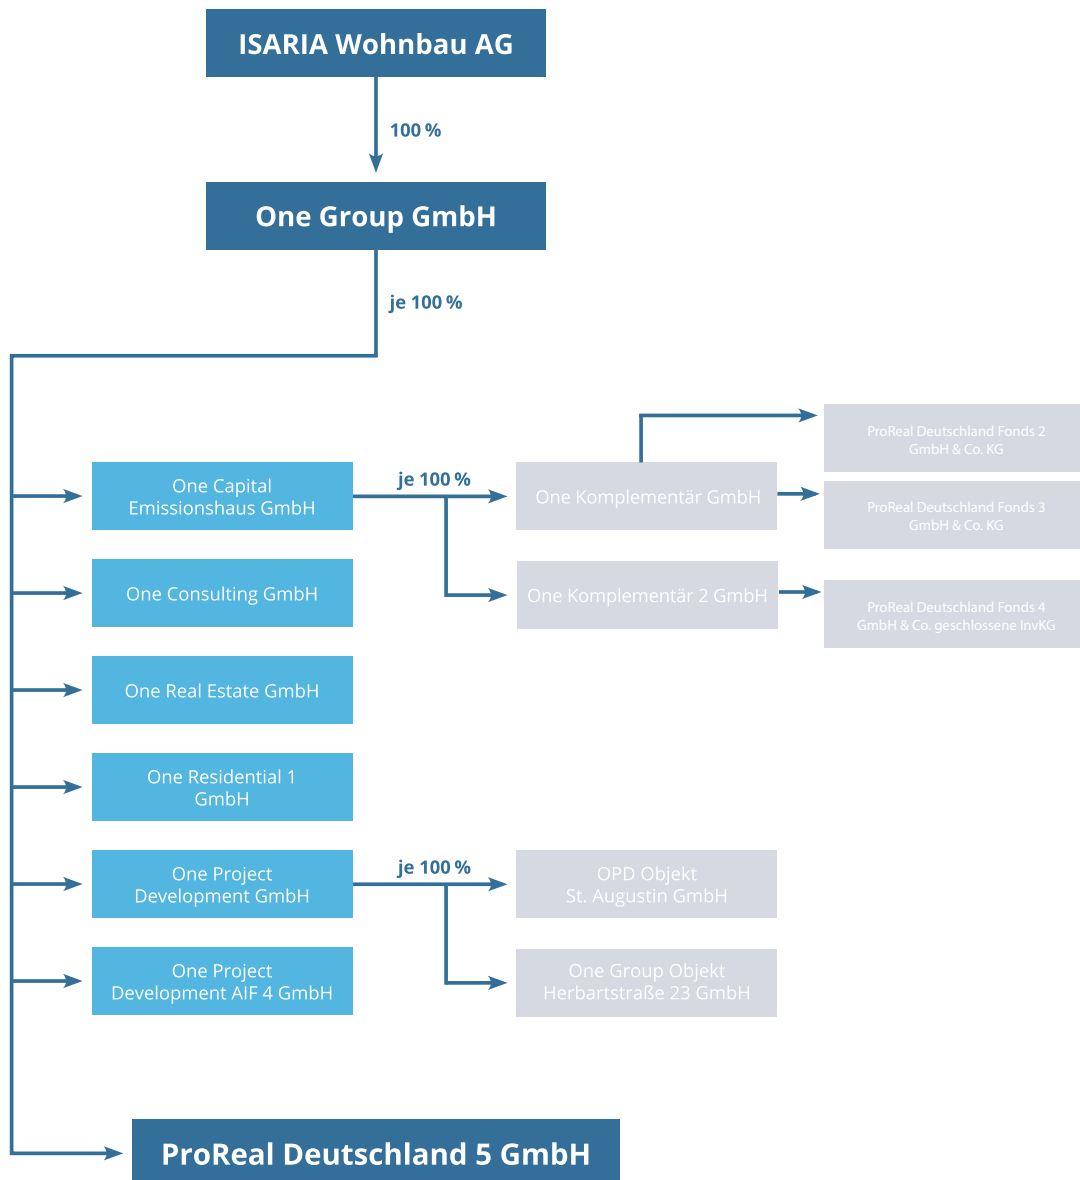 ISARIA Wohnbau AG
100 %
One Group GmbH
je 100 %
ProReal Deutschland Fonds 2
GmbH & Co. KG
One Capital
Emissionshaus GmbH
je 100 %
One Komplementär GmbH
ProReal Deutschland Fonds 3
GmbH & Co. KG
One Consulting GmbH
One Komplementär 2 GmbH
ProReal Deutschland Fonds 4
GmbH & Co. geschlossene InvKG
One Real Estate GmbH
One Residential 1
GmbH
One Project
Development GmbH
je 100 %
OPD Objekt
St. Augustin GmbH
One Project
Development AIF 4 GmbH
One Group Objekt
Herbartstraße 23 GmbH
ProReal Deutschland 5 GmbH